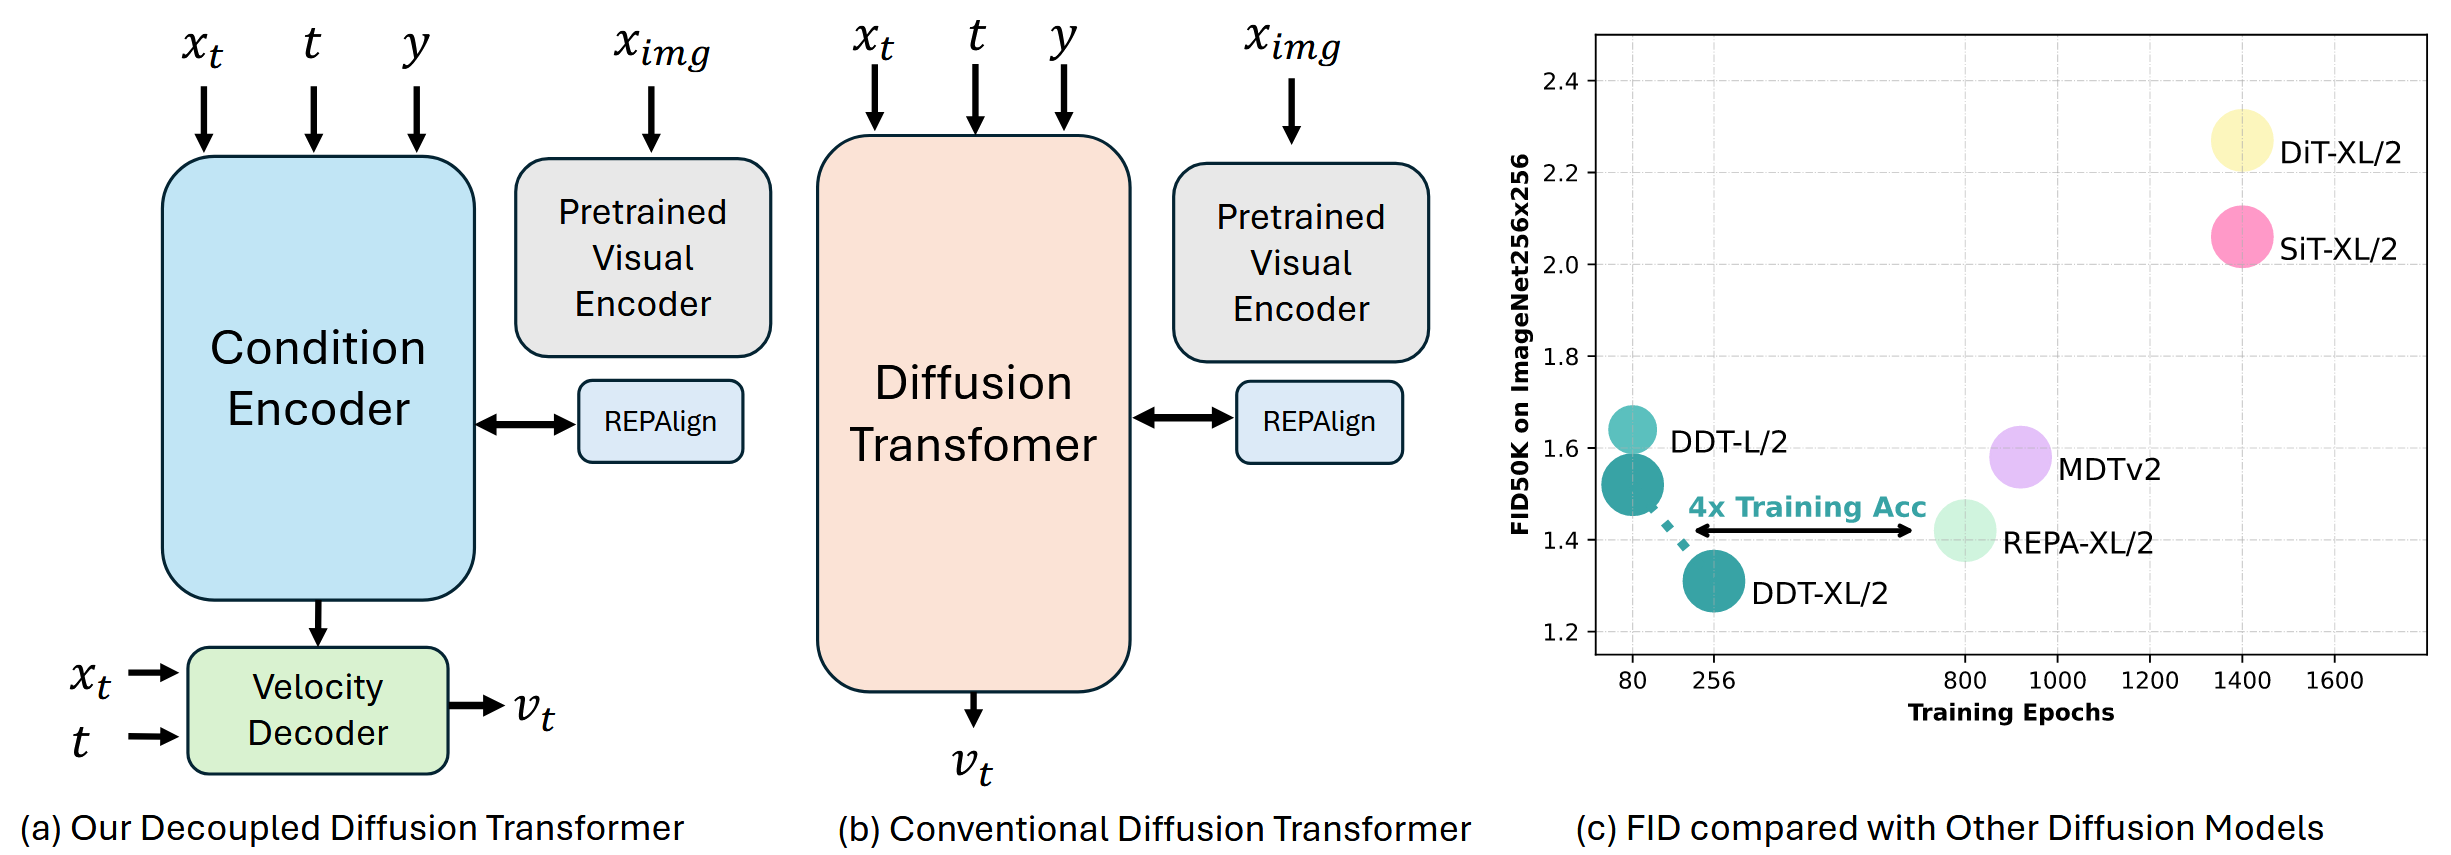 x_t t y x_img
Condition
Encoder
Pretrained
Visual
Encoder
REPAlign
x_t
t
Velocity
Decoder
v_t
(a) Our Decoupled Diffusion Transformer
x_t t y x_img
Diffusion
Transfomer
Pretrained
Visual
Encoder
REPAlign
v_t
(b) Conventional Diffusion Transformer
FID50K on ImageNet256x256
2.4
2.2
2.0
1.8
1.6
1.4
1.2
DiT-XL/2
SiT-XL/2
DDT-L/2
MDTv2
4x Training Acc
REPA-XL/2
DDT-XL/2
80 256 800 1000 1200 1400 1600
Training Epochs
(c) FID compared with Other Diffusion Models